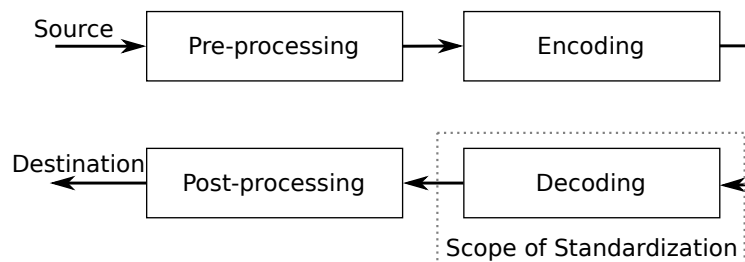 Source
Pre-processing
Encoding
Destination
Post-processing
Decoding
Scope of Standardization